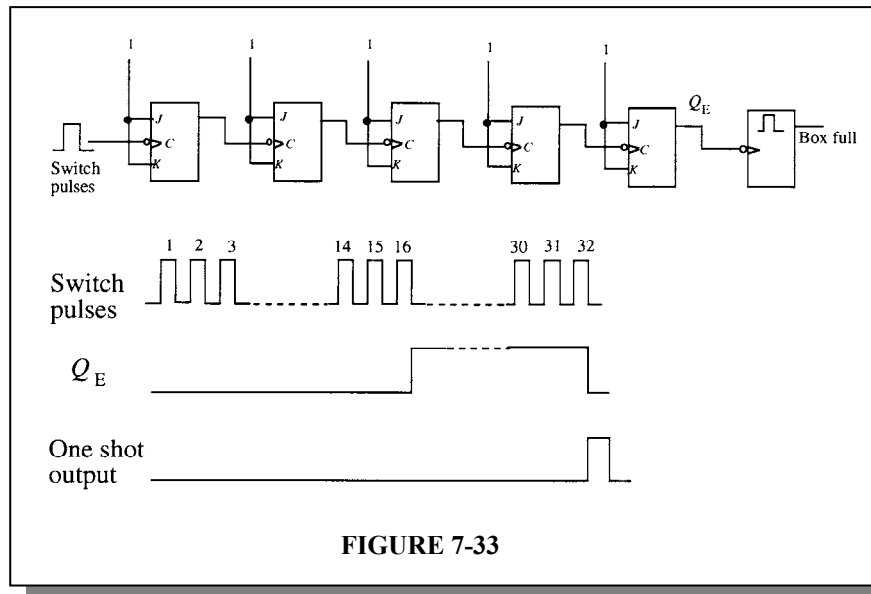 1 1 1 1 1
Q_E
J J J J J
C C C C C
K K K K K
Switch
pulses
Box full
1 2 3 14 15 16 30 31 32
Switch
pulses
Q_E
One shot
output
FIGURE 7-33